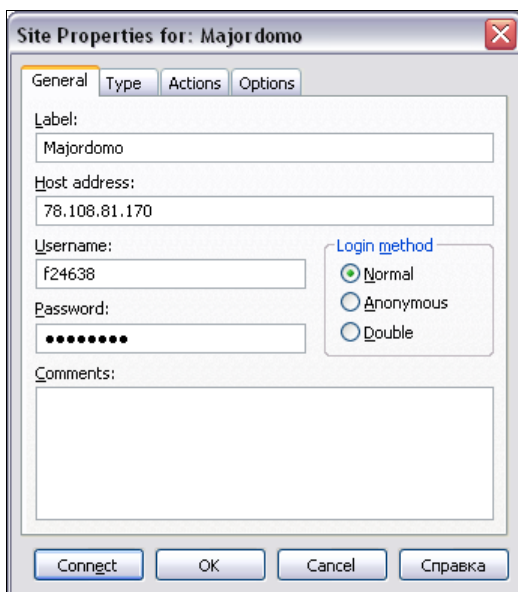 Site Properties for: Majordomo
General Type Actions Options
Label:
Majordomo
Host address:
78.108.81.170
Username:
f24638
Login method
Normal
Anonymous
Double
Password:
●●●●●●●●
Comments:
Connect OK Cancel Справка